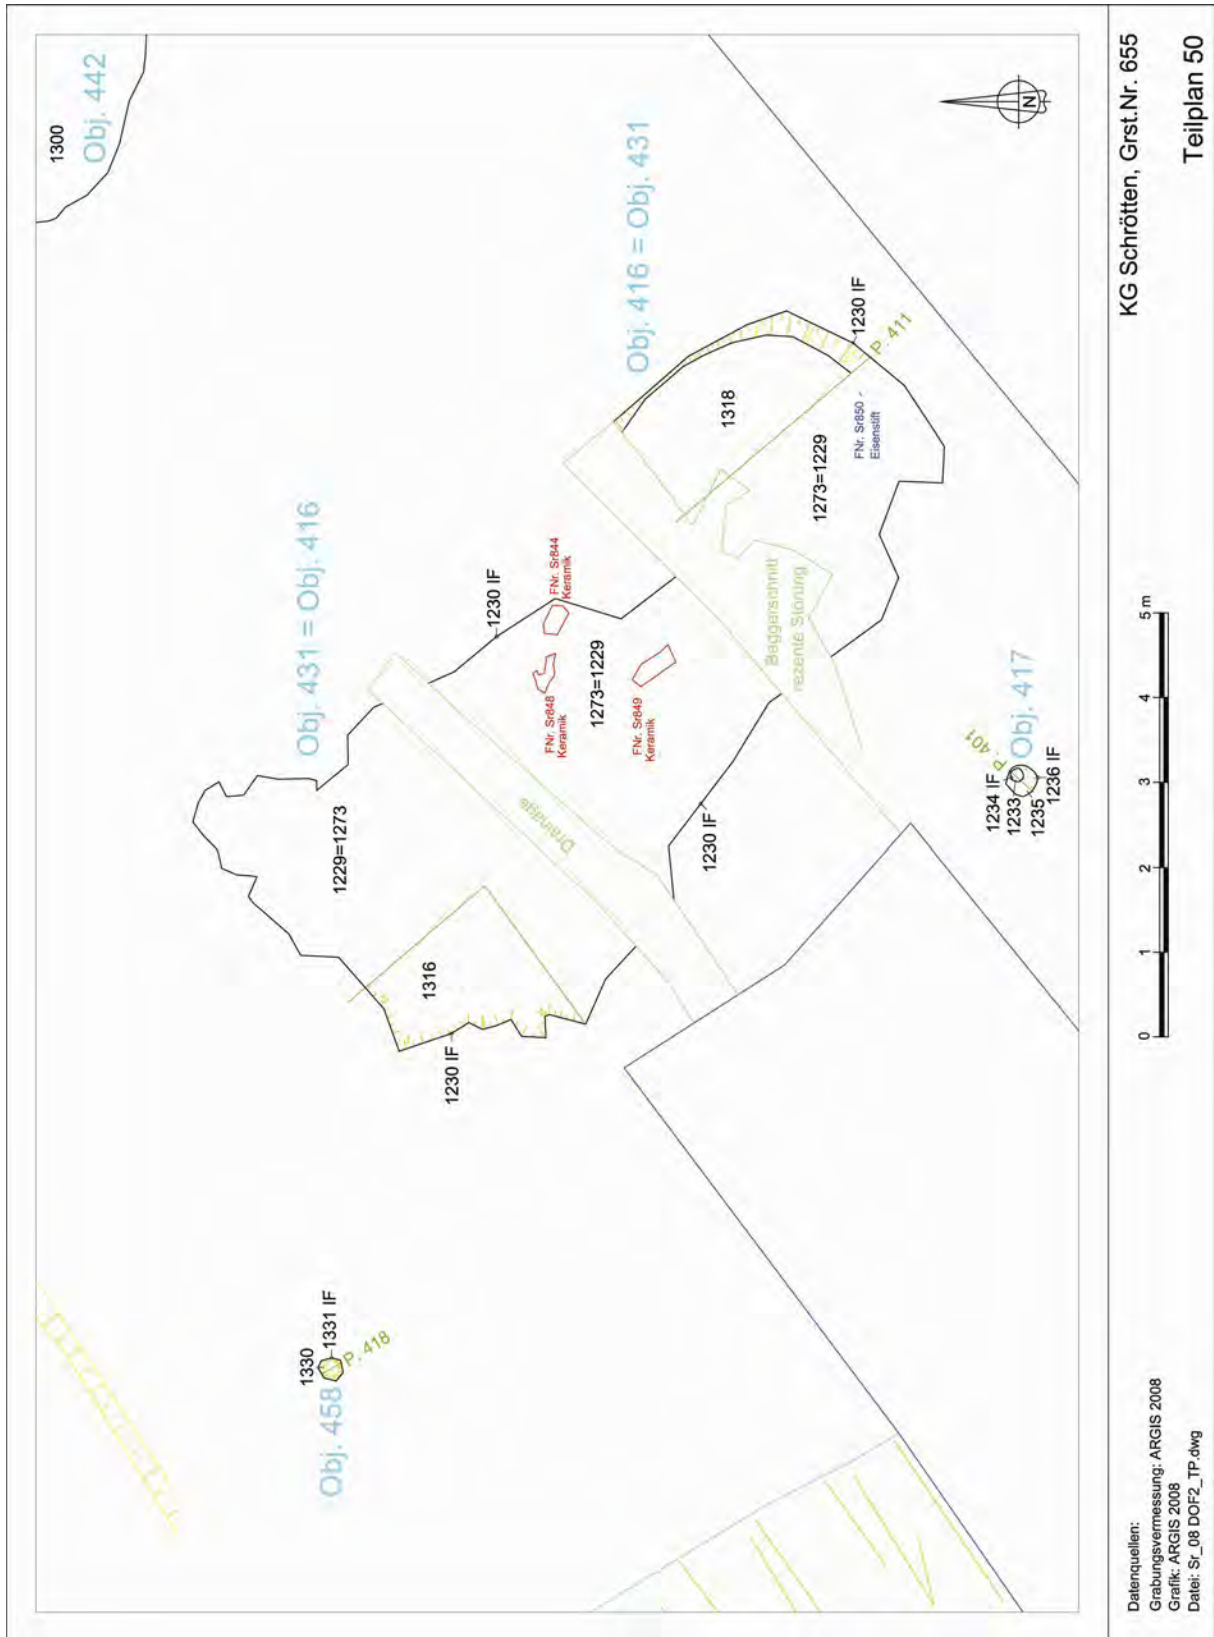 1300
Obj. 442
Obj. 416 = Obj. 431
1230 IF
P. 411
1318
FNr. Sr850 -
Eisenstift
1273=1229
Obj. 431 = Obj. 416
1230 IF
FNr. Sr844
Keramik
FNr. Sr848
Keramik
1273=1229
FNr. Sr849
Keramik
Baggerschnitt
rezente Störung
Drainage
1229=1273
1230 IF
1316
1230 IF
P. 401
Obj. 417
1234 IF
1233
1235
1236 IF
1330
1331 IF
P. 418
Obj. 458
N
0 1 2 3 4 5 m
KG Schrötten, Grst.Nr. 655
Teilplan 50
Datenquellen:
Grabungsvermessung: ARGIS 2008
Grafik: ARGIS 2008
Datei: Sr_08 DOF2_TP.dwg